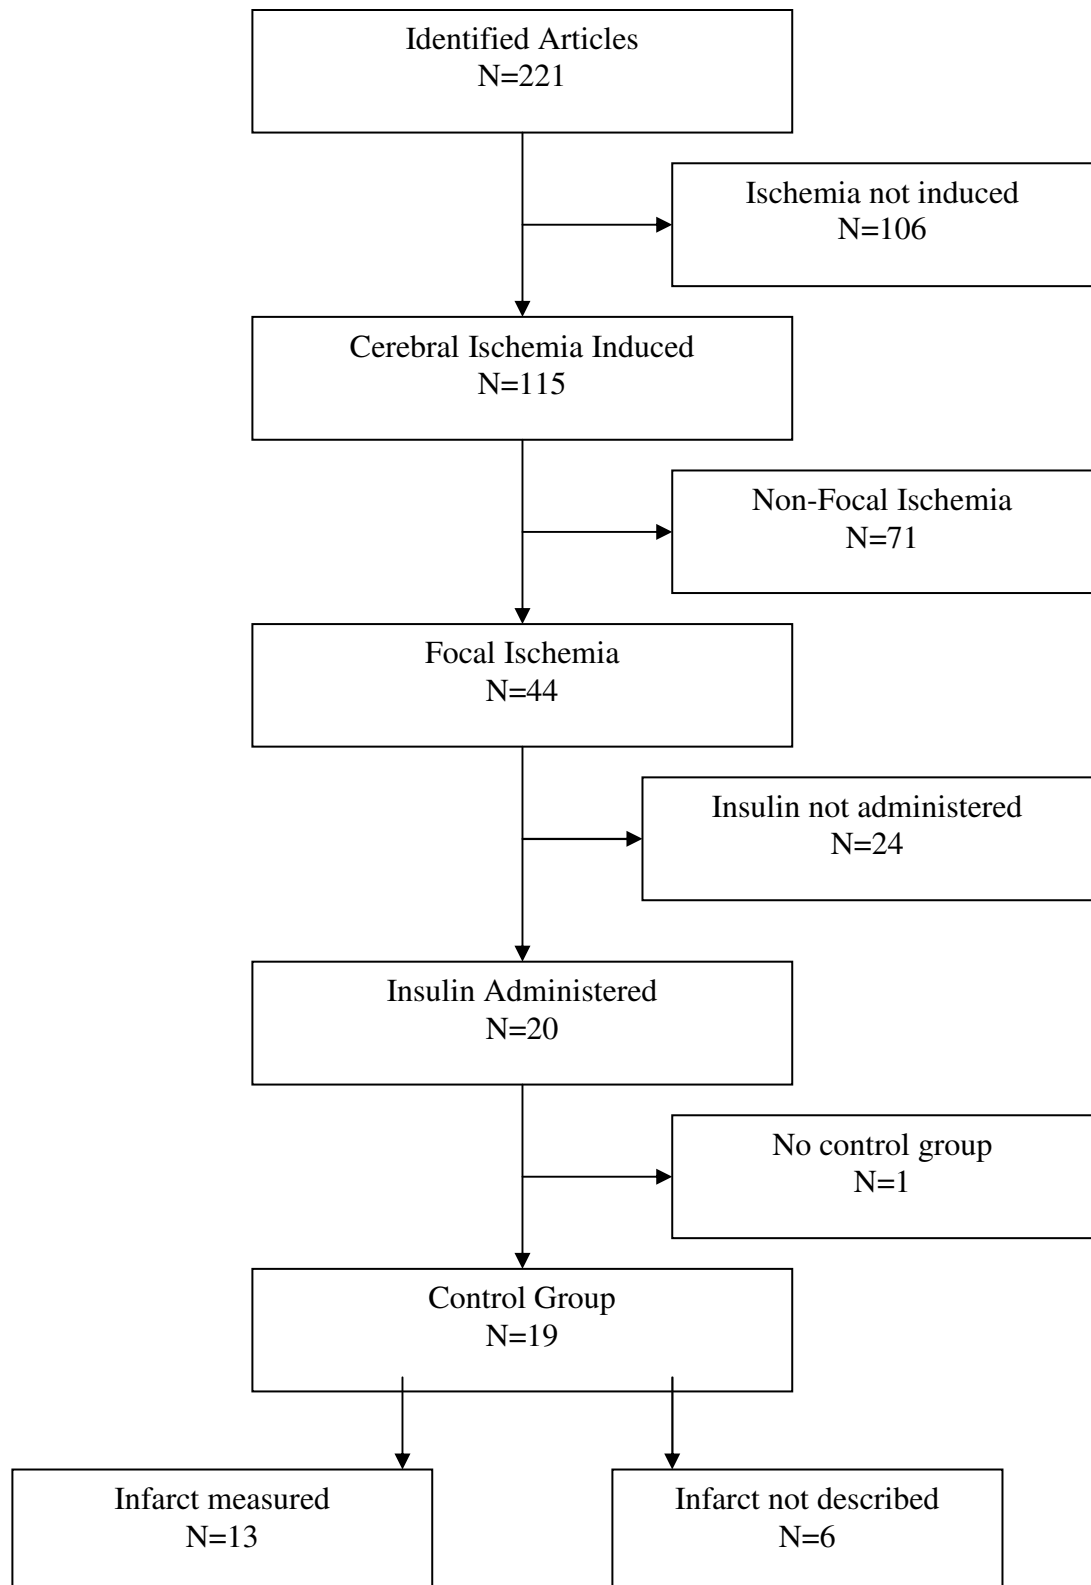 Identified Articles
N=221
Ischemia not induced
N=106
Cerebral Ischemia Induced
N=115
Non-Focal Ischemia
N=71
Focal Ischemia
N=44
Insulin not administered
N=24
Insulin Administered
N=20
No control group
N=1
Control Group
N=19
Infarct measured
N=13
Infarct not described
N=6